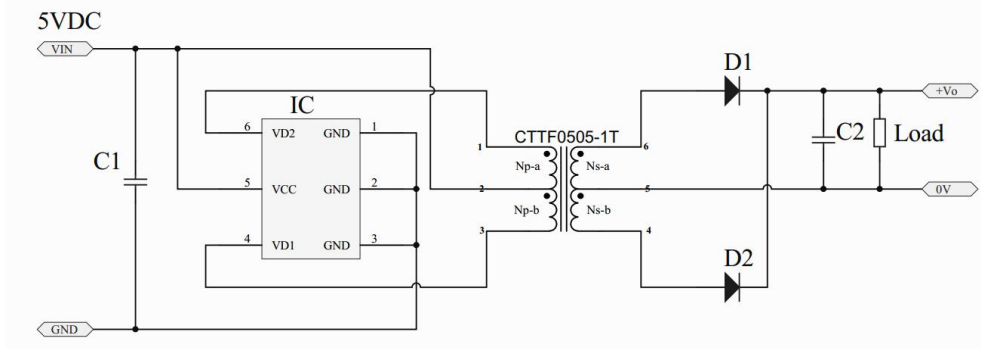 5VDC
VIN
D1
+Vo
IC
6 VD2 GND 1
CTTF0505-1T
1 6
C2 Load
C1
Np-a Ns-a
5 VCC GND 2
2 5
0V
Np-b Ns-b
4 VD1 GND 3
3 4
D2
GND